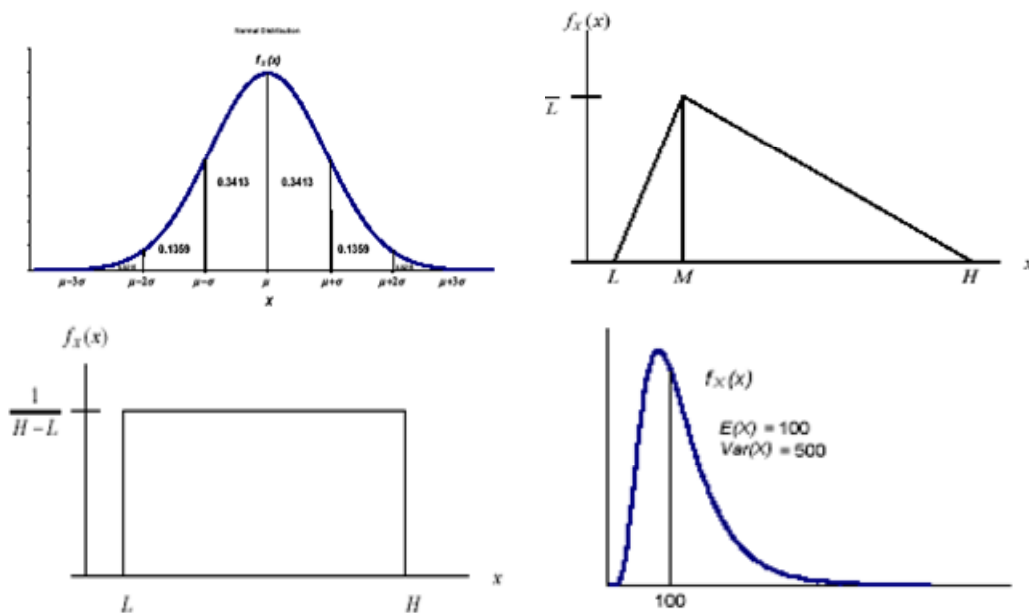 Normal Distribution
f_x(x)
0.3413 0.3413
0.1359 0.1359
μ−3σ μ−2σ μ−σ μ μ+σ μ+2σ μ+3σ
X
f_X(x)
L
L M H x
f_X(x)
1
H − L
L H x
f_X(x)
E(X) = 100
Var(X) = 500
100